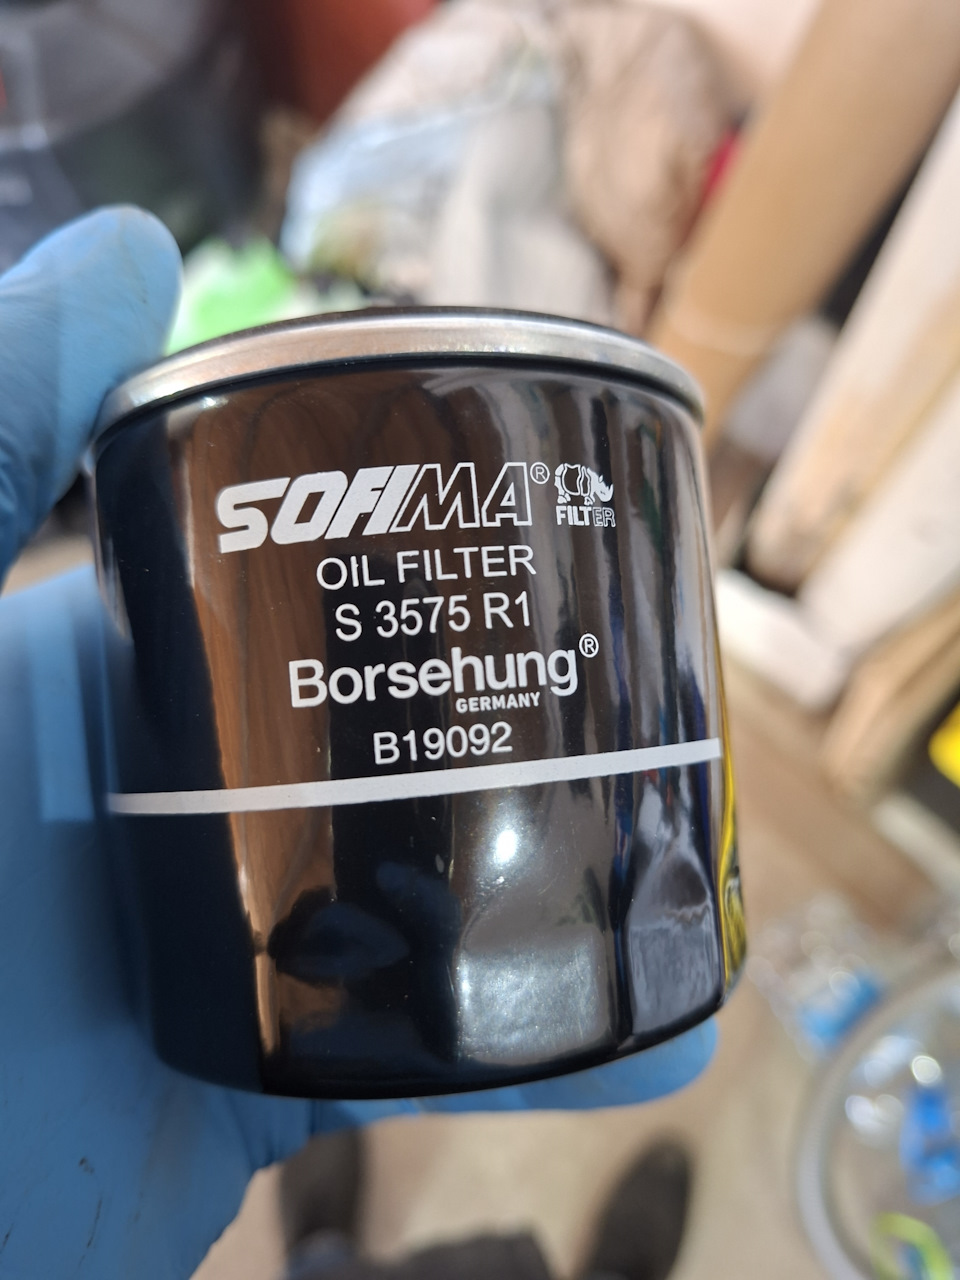 SOFIMA® FILTER
OIL FILTER
S 3575 R1
Borsehung®
GERMANY
B19092